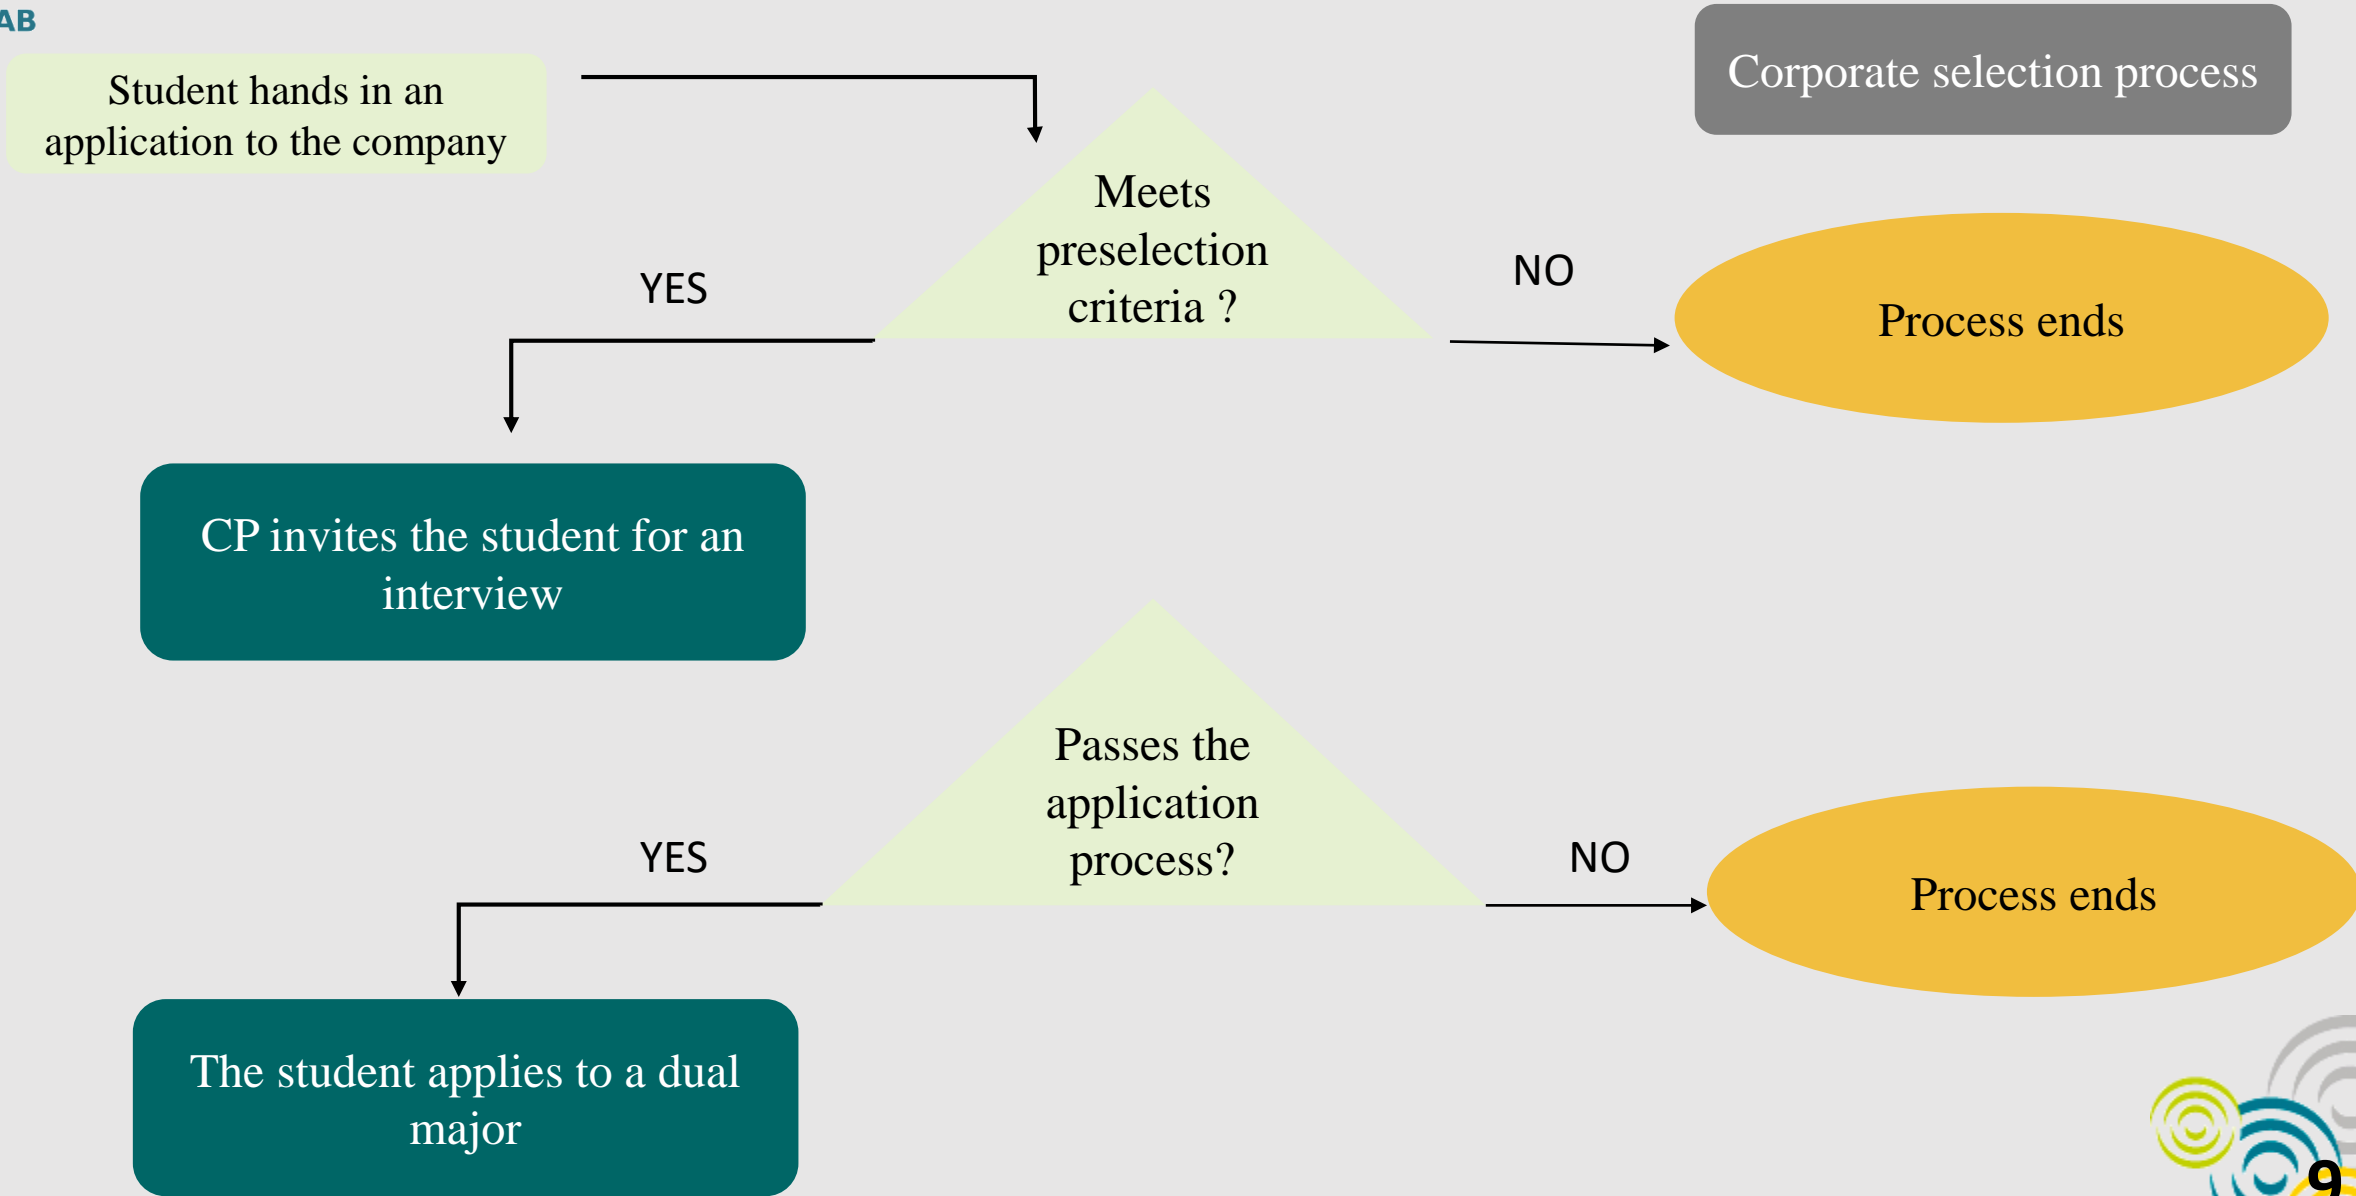 AB
Student hands in an
application to the company
Corporate selection process
Meets
preselection
criteria ?
YES
NO
Process ends
CP invites the student for an
interview
Passes the
application
process?
YES
NO
Process ends
The student applies to a dual
major
9